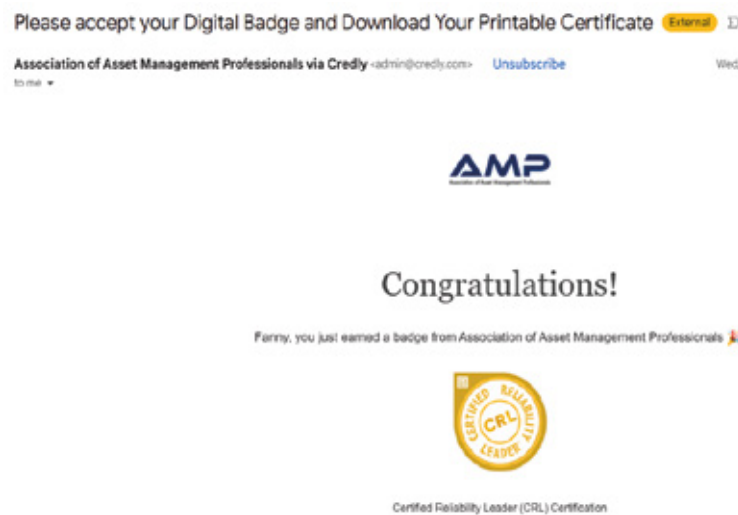 Please accept your Digital Badge and Download Your Printable Certificate External
Association of Asset Management Professionals via Credly <admin@credly.com> Unsubscribe Wed
to me
AMP
Association of Asset Management Professionals
Congratulations!
Fanny, you just earned a badge from Association of Asset Management Professionals 🎉
CERTIFIED RELIABILITY
CRL
LEADER
Certified Reliability Leader (CRL) Certification